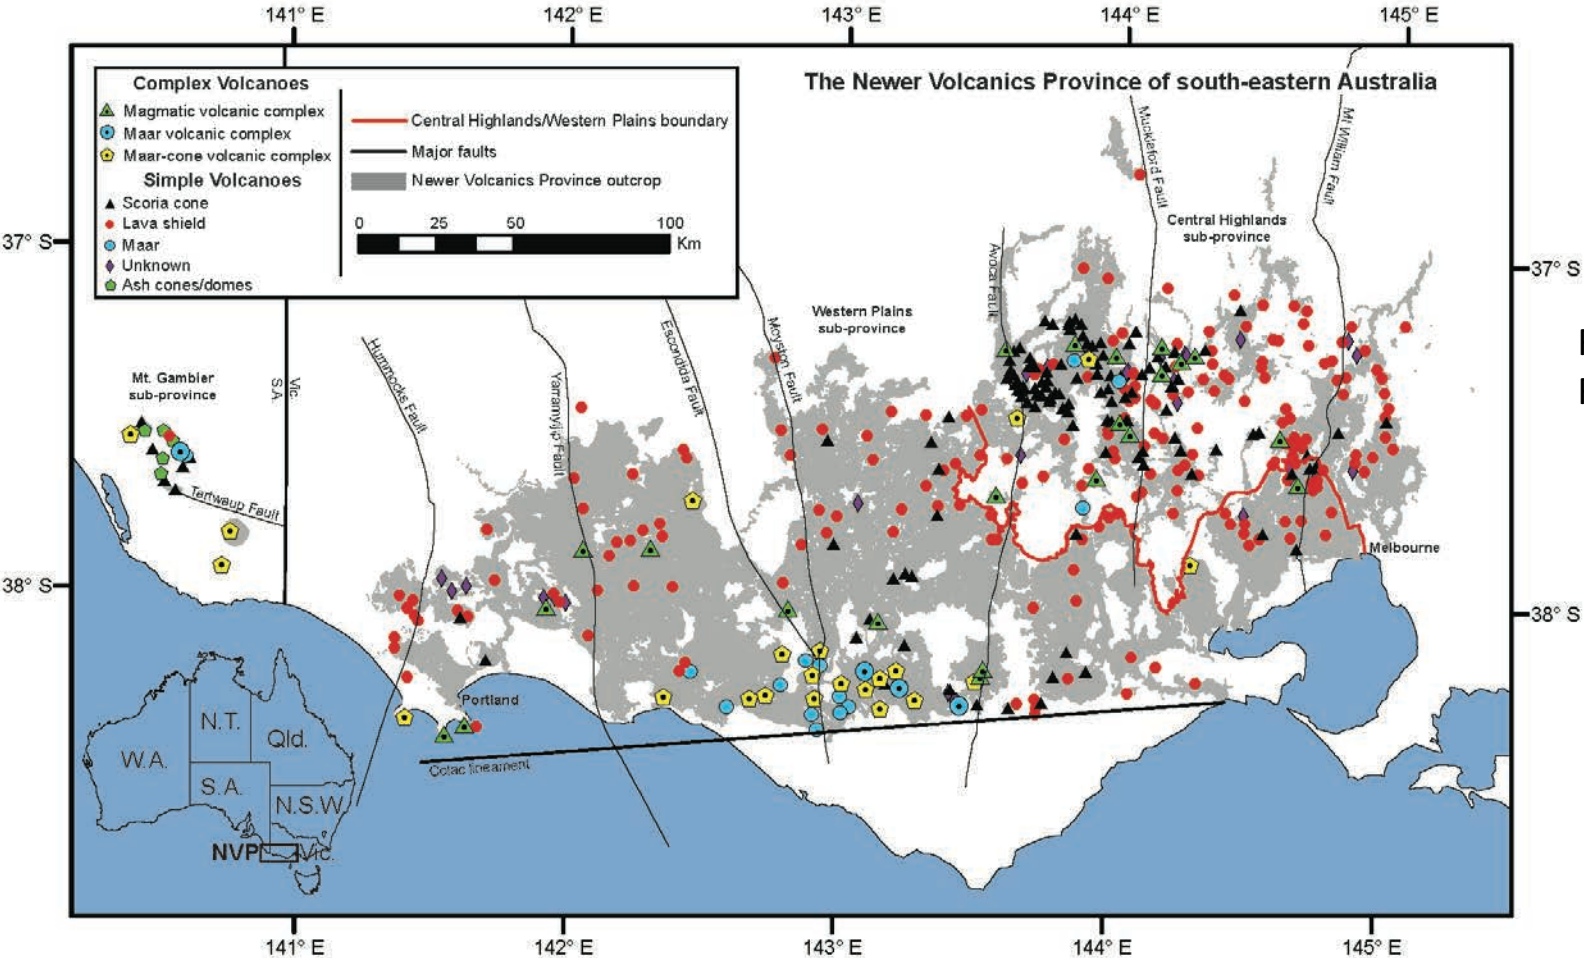 141° E
142° E
143° E
144° E
145° E
The Newer Volcanics Province of south-eastern Australia
Complex Volcanoes
Magmatic volcanic complex
Maar volcanic complex
Maar-cone volcanic complex
Simple Volcanoes
Scoria cone
Lava shield
Maar
Unknown
Ash cones/domes
Central Highlands/Western Plains boundary
Major faults
Newer Volcanics Province outcrop
0
25
50
100
Km
37° S
37° S
38° S
38° S
Muckleford Fault
Mt William Fault
Central Highlands
sub-province
Avoca Fault
Western Plains
sub-province
Moyston Fault
Escondida Fault
Yarramyljp Fault
Hummocks Fault
Mt. Gambier
sub-province
S.A.
Vic.
Tartwaup Fault
Melbourne
Portland
Colac lineament
W.A.
N.T.
Qld.
S.A.
N.S.W
NVP
Vic.
141° E
142° E
143° E
144° E
145° E